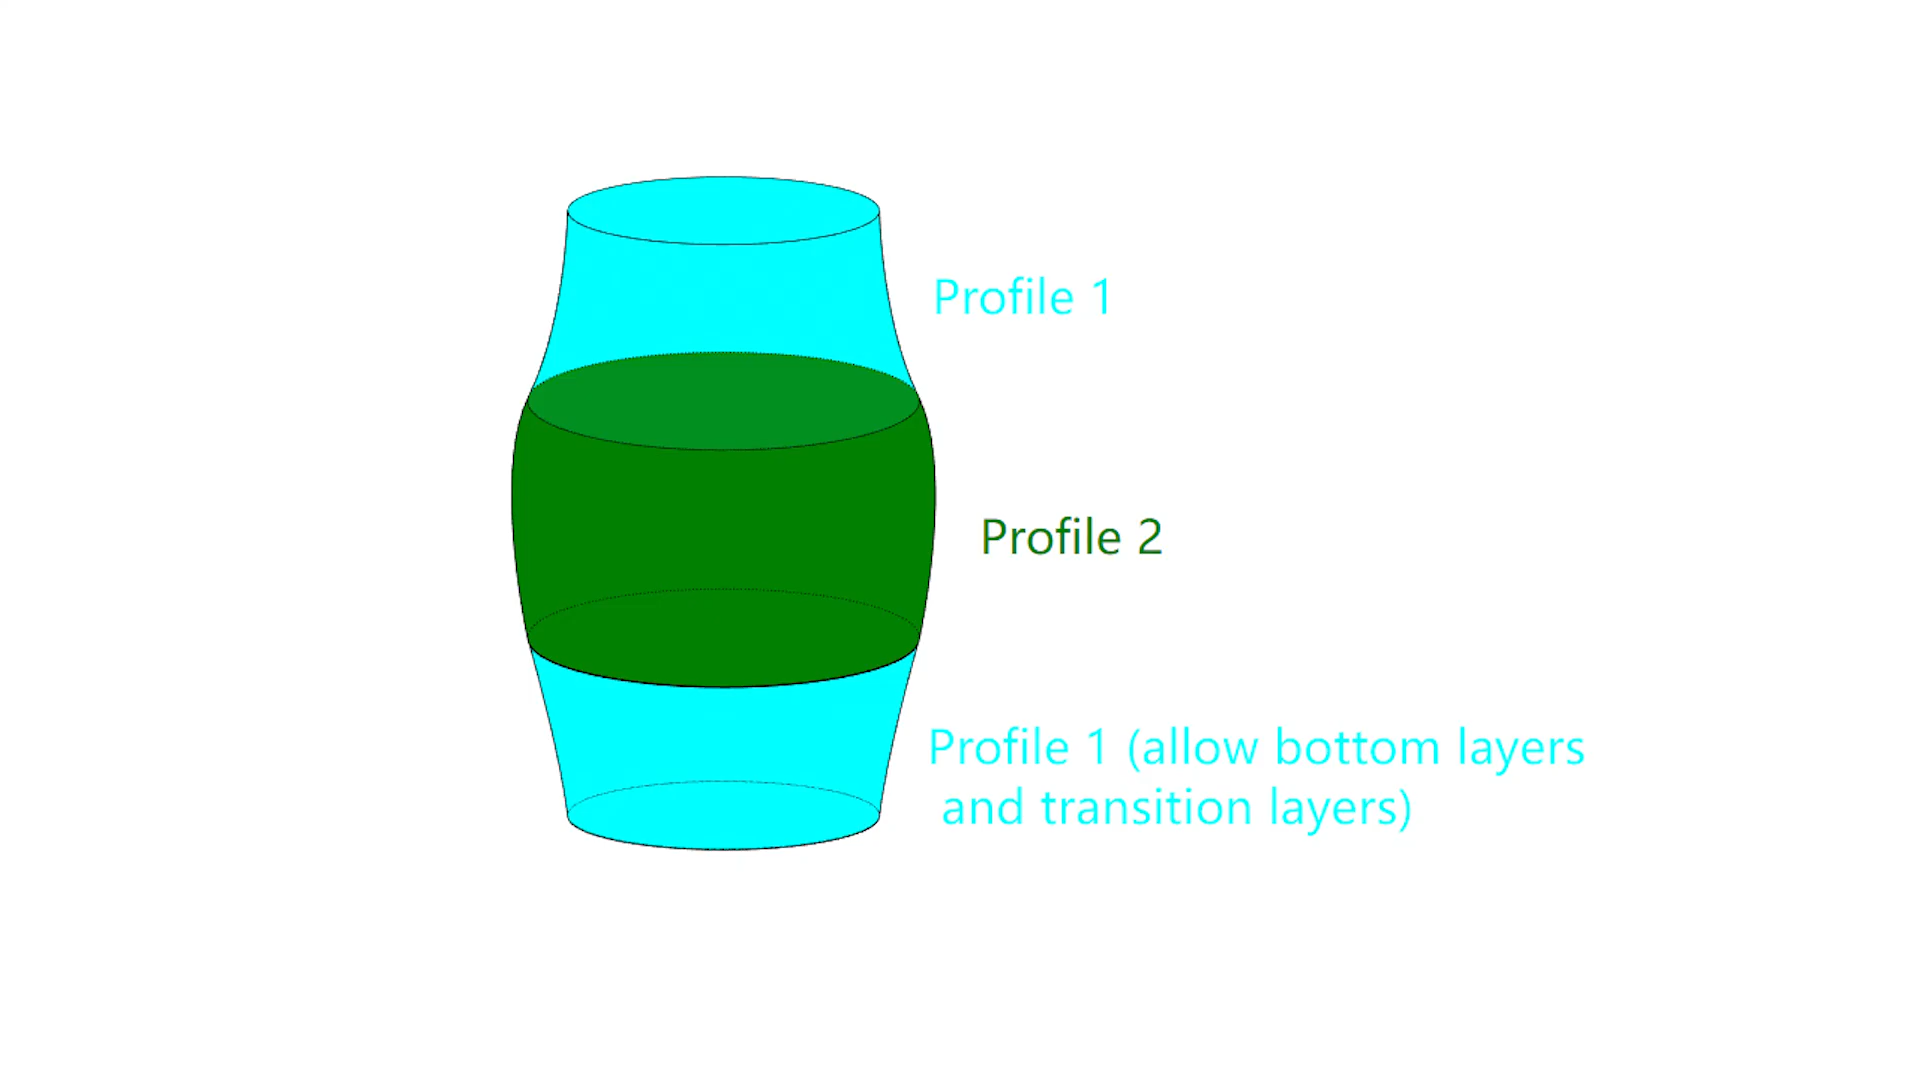 Profile 1
Profile 2
Profile 1 (allow bottom layers
and transition layers)